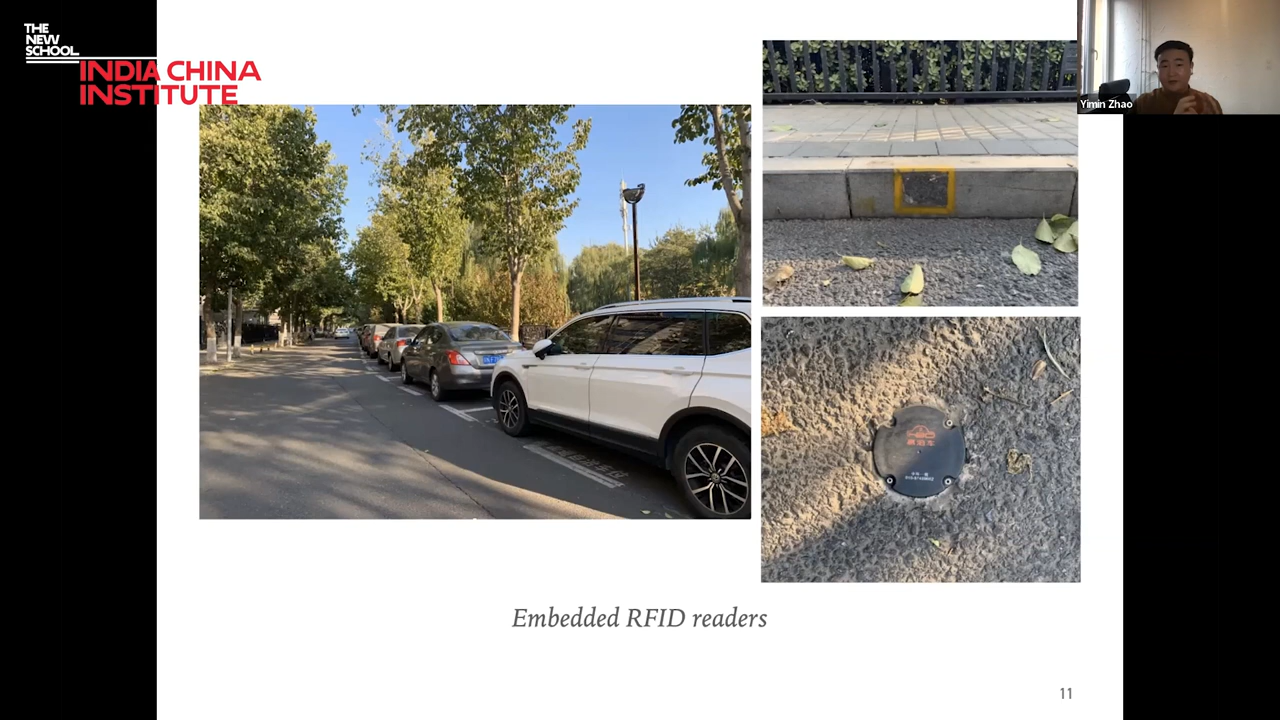 THE
NEW
SCHOOL
INDIA CHINA
INSTITUTE
Yimin Zhao
Embedded RFID readers
11